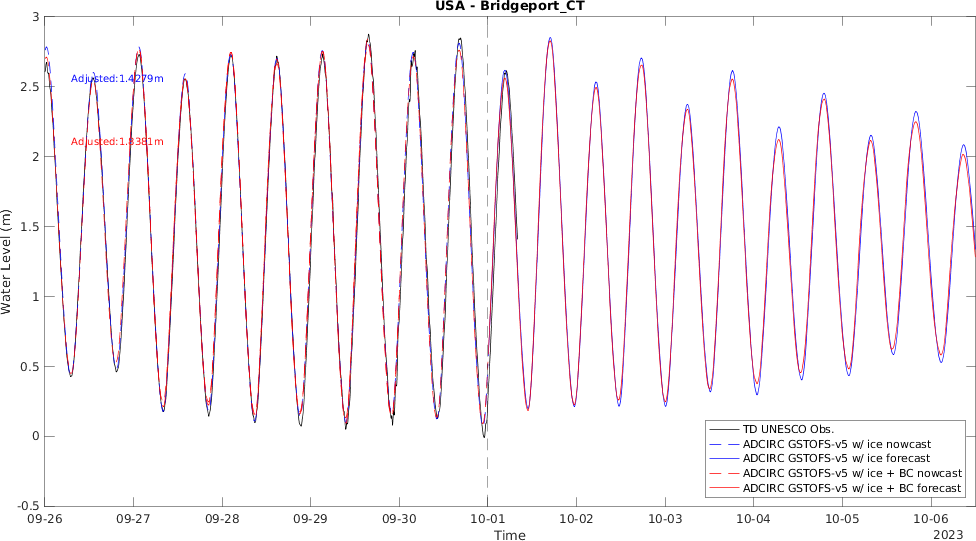 USA - Bridgeport_CT
3
2.5
2
1.5
1
0.5
0
-0.5
Water Level (m)
Adjusted:1.4279m
Adjusted:1.8381m
TD UNESCO Obs.
ADCIRC GSTOFS-v5 w/ ice nowcast
ADCIRC GSTOFS-v5 w/ ice forecast
ADCIRC GSTOFS-v5 w/ ice + BC nowcast
ADCIRC GSTOFS-v5 w/ ice + BC forecast
09-26 09-27 09-28 09-29 09-30 10-01 10-02 10-03 10-04 10-05 10-06
Time
2023